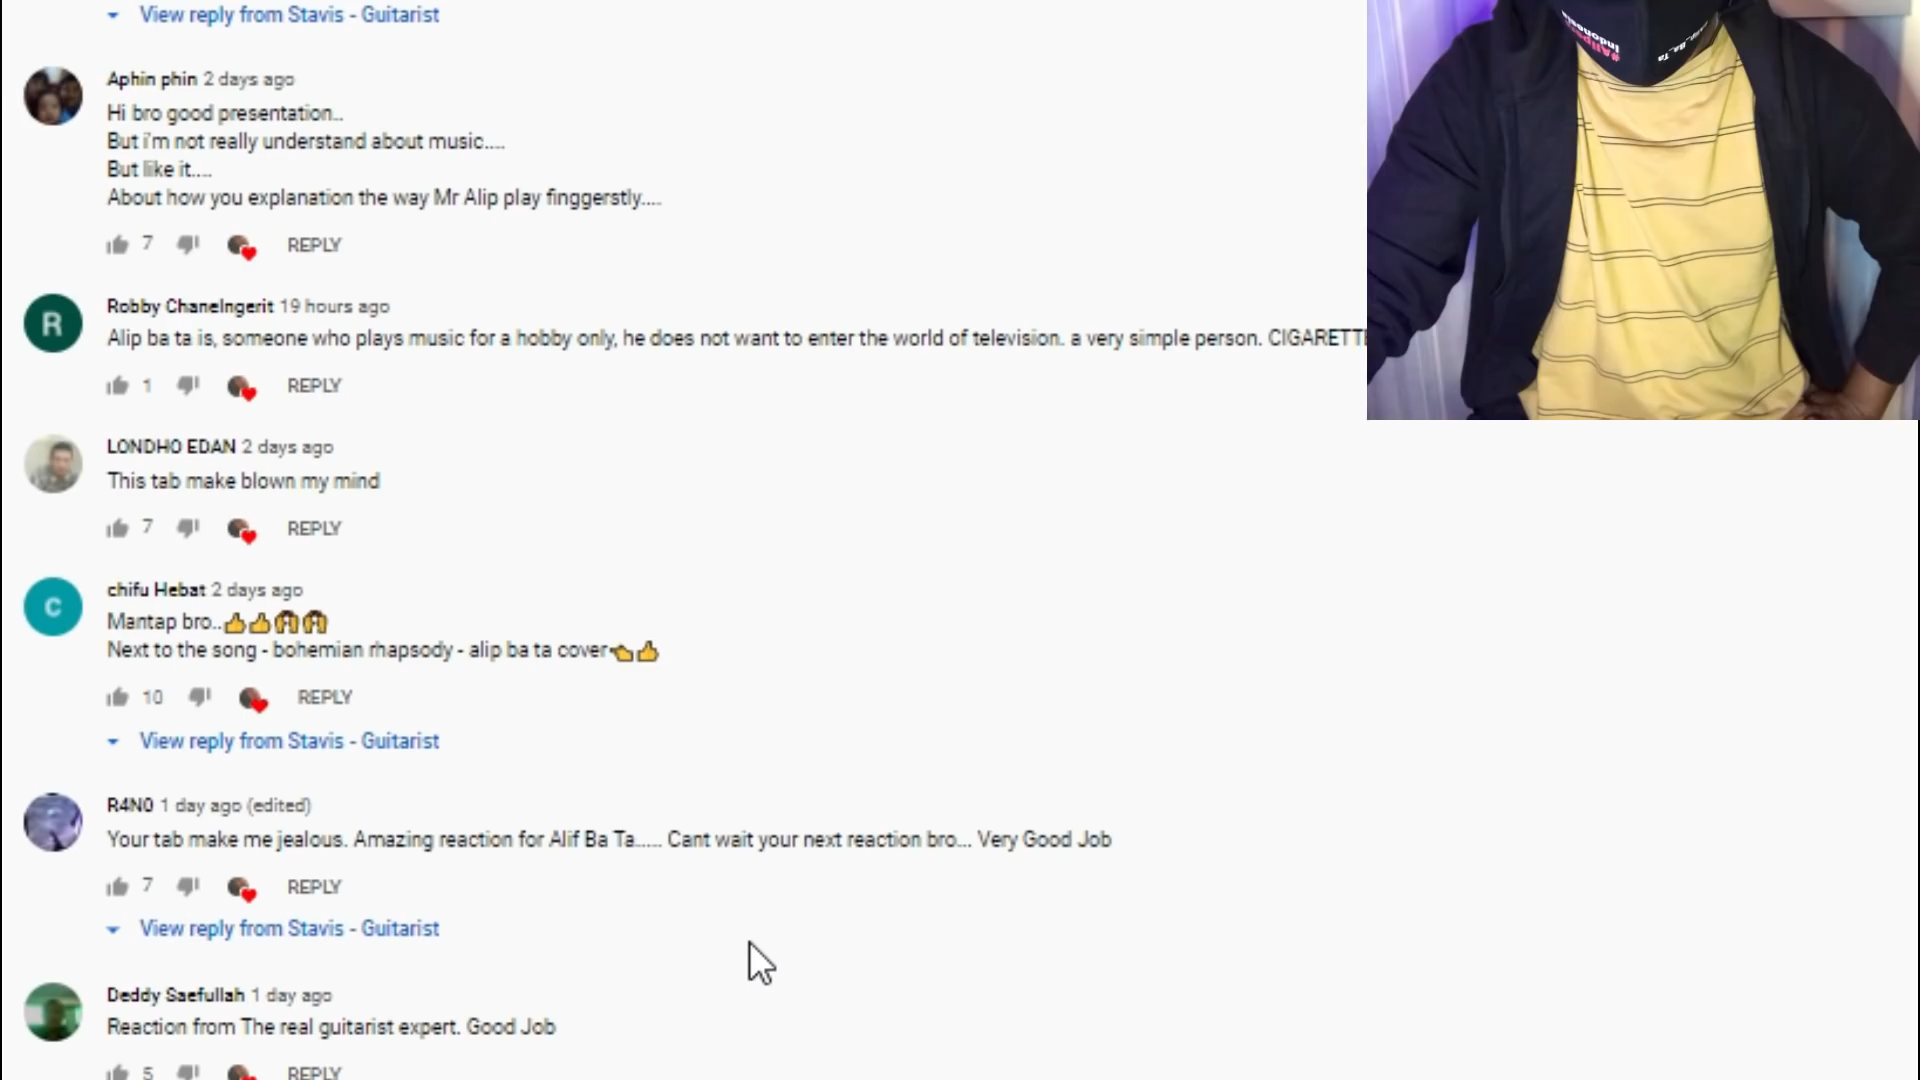 View reply from Stavis - Guitarist
Aphin phin 2 days ago
Hi bro good presentation..
But i'm not really understand about music....
But like it....
About how you explanation the way Mr Alip play finggerstly....
7 REPLY
R
Robby Chanelngerit 19 hours ago
Alip ba ta is, someone who plays music for a hobby only, he does not want to enter the world of television. a very simple person.
1 REPLY
LONDHO EDAN 2 days ago
This tab make blown my mind
7 REPLY
C
chifu Hebat 2 days ago
Mantap bro..👍👍🙌🙌
Next to the song - bohemian rhapsody - alip ba ta cover👈👍
10 REPLY
View reply from Stavis - Guitarist
R4N0 1 day ago (edited)
Your tab make me jealous. Amazing reaction for Alif Ba Ta..... Cant wait your next reaction bro... Very Good Job
7 REPLY
View reply from Stavis - Guitarist
Deddy Saefullah 1 day ago
Reaction from The real guitarist expert. Good Job
5 REPLY
Indonesia